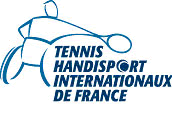 TENNIS
HANDISPORT
INTERNATIONAUX
DE FRANCE